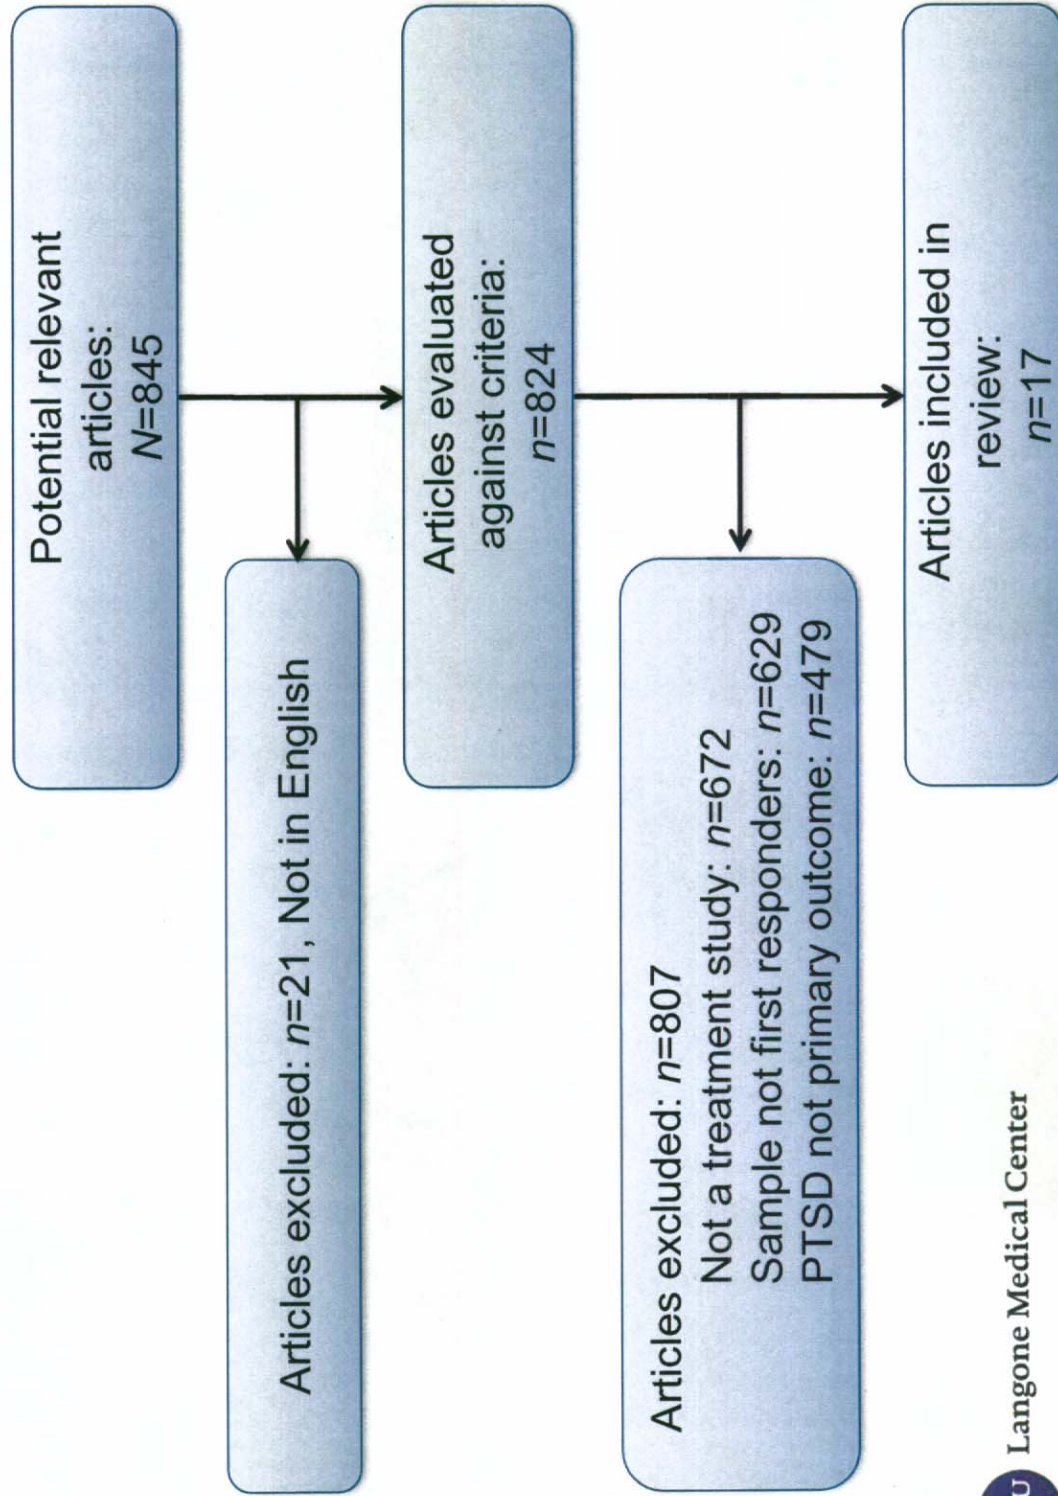 Potential relevant
articles:
N=845
Articles excluded: n=21, Not in English
Articles evaluated
against criteria:
n=824
Articles excluded: n=807
Not a treatment study: n=672
Sample not first responders: n=629
PTSD not primary outcome: n=479
Articles included in
review:
n=17
U Langone Medical Center